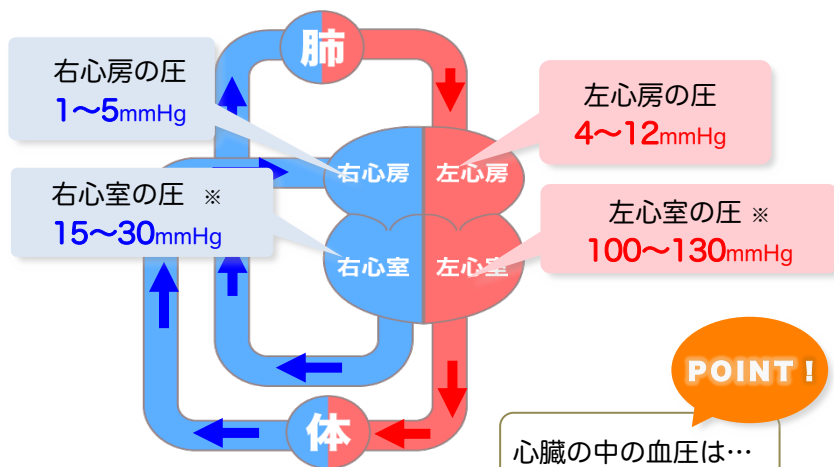 肺
右心房の圧
1〜5mmHg
左心房の圧
4〜12mmHg
右心房
左心房
右心室の圧 ※
15〜30mmHg
左心室の圧 ※
100〜130mmHg
右心室
左心室
POINT!
体
心臓の中の血圧は…